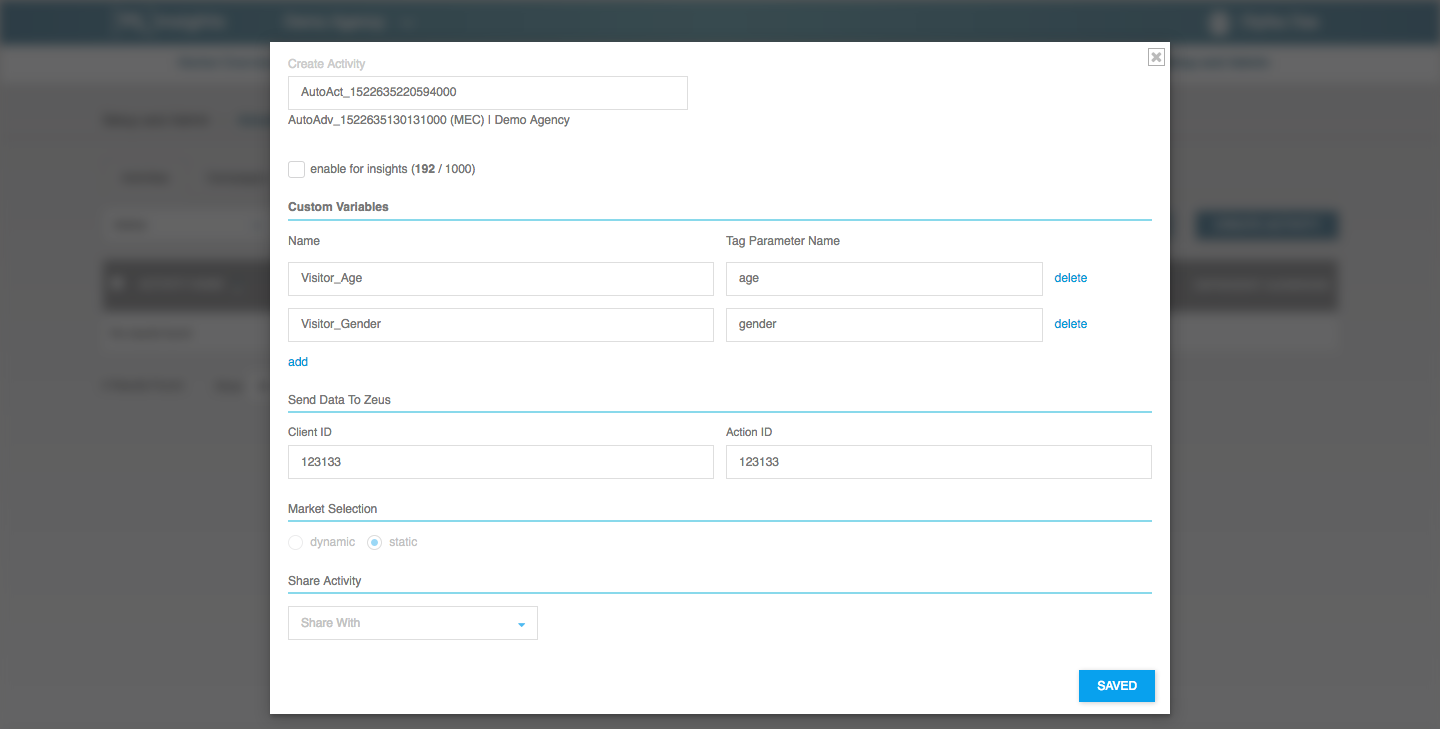 Create Activity
AutoAct_1522635220594000
AutoAdv_1522635130131000 (MEC) | Demo Agency
enable for insights (192 / 1000)
Custom Variables
Name Tag Parameter Name
Visitor_Age age delete
Visitor_Gender gender delete
add
Send Data To Zeus
Client ID Action ID
123133 123133
Market Selection
dynamic static
Share Activity
Share With
SAVED